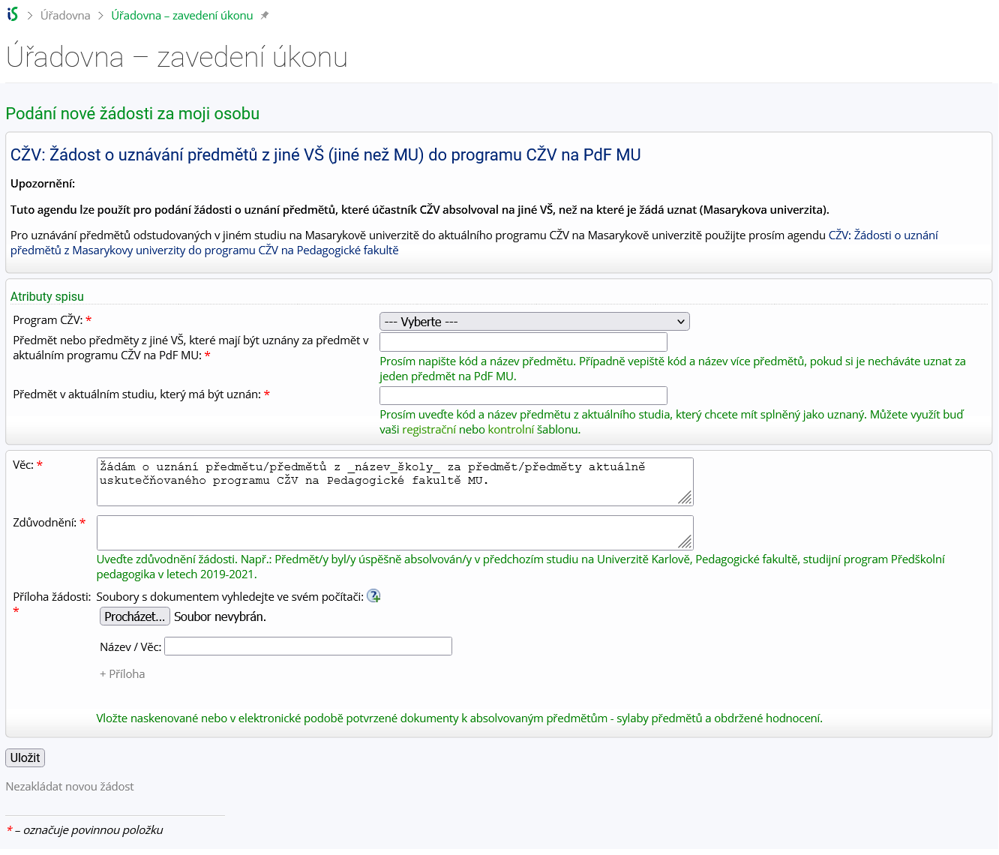 iS > Úřadovna > Úřadovna – zavedení úkonu
Úřadovna – zavedení úkonu
Podání nové žádosti za moji osobu
CŽV: Žádost o uznávání předmětů z jiné VŠ (jiné než MU) do programu CŽV na PdF MU
Upozornění:
Tuto agendu lze použít pro podání žádosti o uznání předmětů, které účastník CŽV absolvoval na jiné VŠ, než na které je žádá uznat (Masarykova univerzita).
Pro uznávání předmětů odstudovaných v jiném studiu na Masarykově univerzitě do aktuálního programu CŽV na Masarykově univerzitě použijte prosím agendu CŽV: Žádosti o uznání
předmětů z Masarykovy univerzity do programu CŽV na Pedagogické fakultě
Atributy spisu
Program CŽV: *
--- Vyberte ---
Předmět nebo předměty z jiné VŠ, které mají být uznány za předmět v
aktuálním programu CŽV na PdF MU: *
Prosím napište kód a název předmětu. Případně vepiště kód a název více předmětů, pokud si je necháváte uznat za
jeden předmět na PdF MU.
Předmět v aktuálním studiu, který má být uznán: *
Prosím uveďte kód a název předmětu z aktuálního studia, který chcete mít splněný jako uznaný. Můžete využít buď
vaši registrační nebo kontrolní šablonu.
Věc: *
Žádám o uznání předmětu/předmětů z _název_školy_ za předmět/předměty aktuálně
uskutečňovaného programu CŽV na Pedagogické fakultě MU.
Zdůvodnění: *
Uveďte zdůvodnění žádosti. Např.: Předmět/y byl/y úspěšně absolvován/y v předchozím studiu na Univerzitě Karlově, Pedagogické fakultě, studijní program Předškolní
pedagogika v letech 2019-2021.
Příloha žádosti:
*
Soubory s dokumentem vyhledejte ve svém počítači: ?
Procházet... Soubor nevybrán.
Název / Věc:
+ Příloha
Vložte naskenované nebo v elektronické podobě potvrzené dokumenty k absolvovaným předmětům - sylaby předmětů a obdržené hodnocení.
Uložit
Nezakládat novou žádost
* – označuje povinnou položku